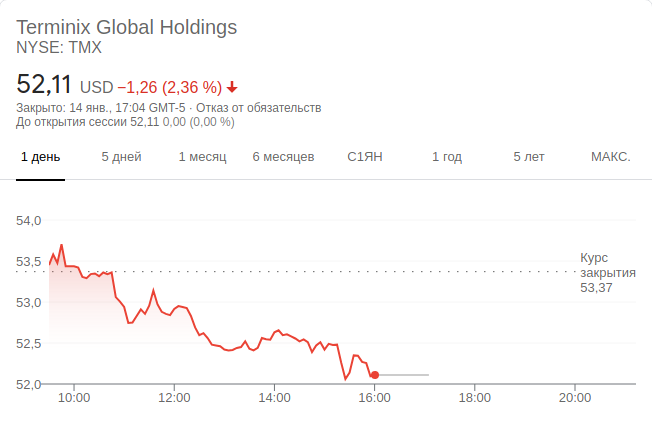 Terminix Global Holdings
NYSE: TMX
52,11 USD −1,26 (2,36 %)
Закрыто: 14 янв., 17:04 GMT-5 · Отказ от обязательств
До открытия сессии 52,11 0,00 (0,00 %)
1 день 5 дней 1 месяц 6 месяцев С1ЯН 1 год 5 лет МАКС.
54,0
53,5
Курс
закрытия
53,37
53,0
52,5
52,0
10:00 12:00 14:00 16:00 18:00 20:00